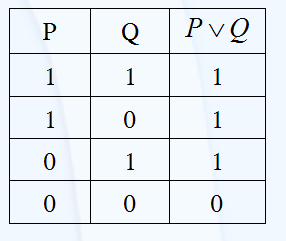 P Q P ∨ Q
1 1 1
1 0 1
0 1 1
0 0 0